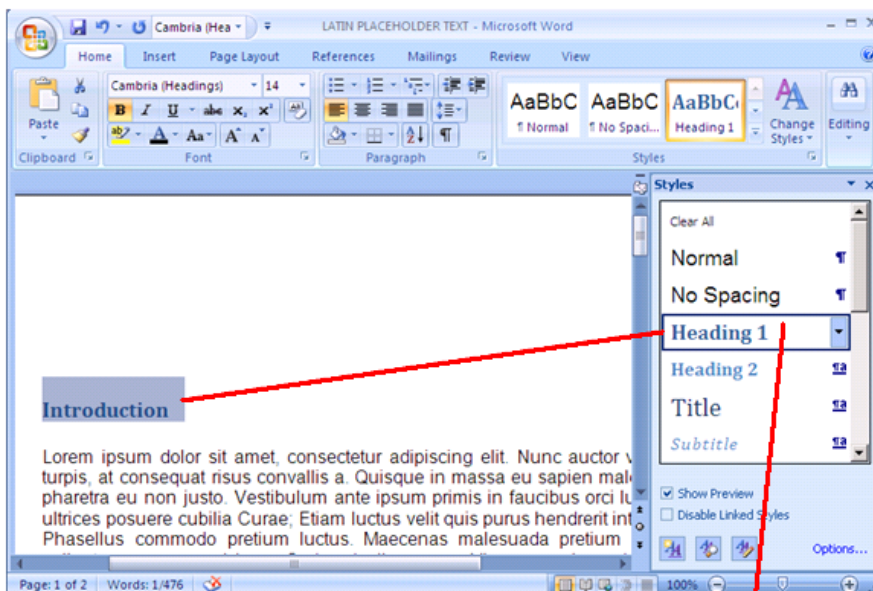 Cambria (Hea
LATIN PLACEHOLDER TEXT - Microsoft Word
Home Insert Page Layout References Mailings Review View
Cambria (Headings) 14
B I U abe x, x²
Aa A A
Paste
AaBbC AaBbC AaBbC
¶ Normal ¶ No Spaci... Heading 1
Change Styles
Editing
Clipboard Font Paragraph Styles
Styles
Clear All
Normal ¶
No Spacing ¶
Heading 1
Heading 2 ¶a
Title ¶a
Subtitle ¶a
Show Preview
Disable Linked Styles
Options...
Introduction
Lorem ipsum dolor sit amet, consectetur adipiscing elit. Nunc auctor
turpis, at consequat risus convallis a. Quisque in massa eu sapien
pharetra eu non justo. Vestibulum ante ipsum primis in faucibus orci
ultrices posuere cubilia Curae; Etiam luctus velit quis purus hendrerit
Phasellus commodo pretium luctus. Maecenas malesuada pretium
Page: 1 of 2 Words: 1/476 100%